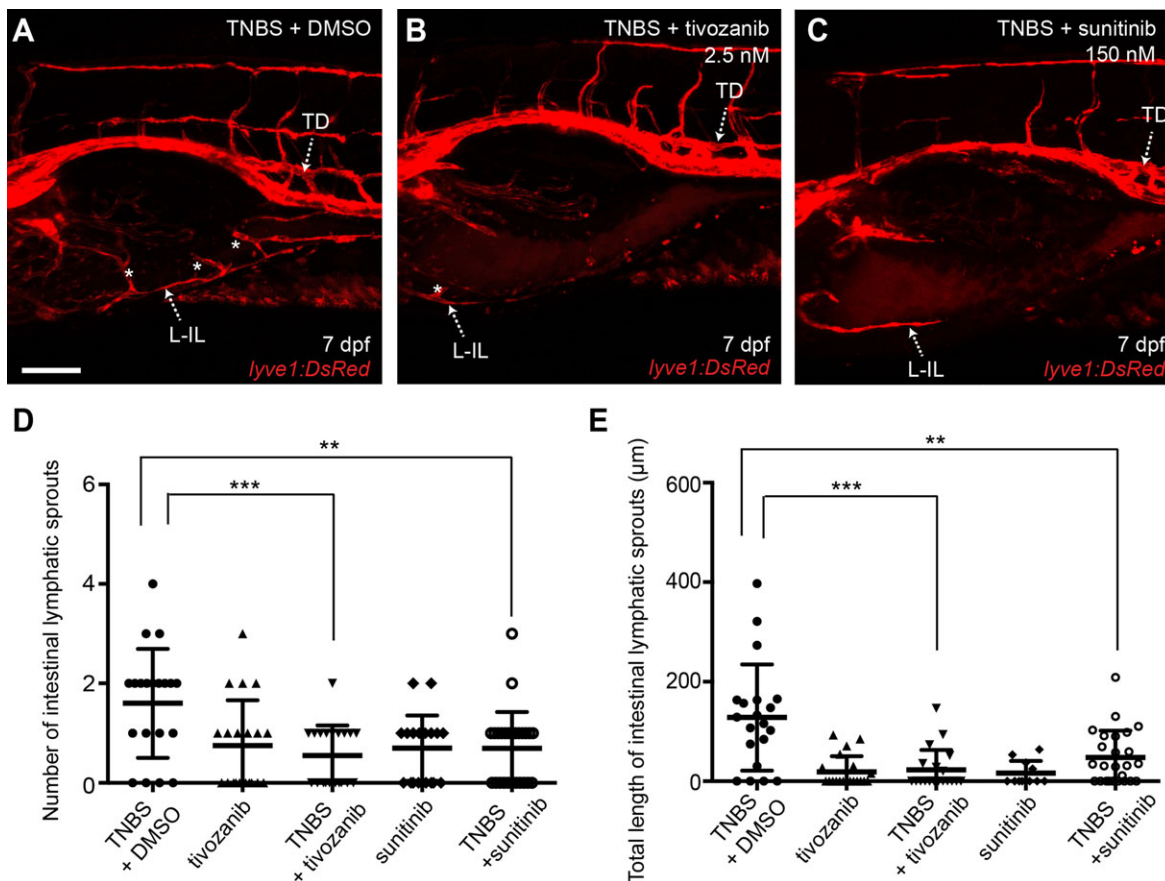 A
TNBS + DMSO
TD
*
*
*
L-IL
7 dpf
lyve1:DsRed
B
TNBS + tivozanib
2.5 nM
TD
*
L-IL
7 dpf
lyve1:DsRed
C
TNBS + sunitinib
150 nM
TD
L-IL
7 dpf
lyve1:DsRed
D
Number of intestinal lymphatic sprouts
6
4
2
0
**
***
TNBS
+ DMSO
tivozanib
TNBS
+ tivozanib
sunitinib
TNBS
+sunitinib
E
Total length of intestinal lymphatic sprouts (µm)
600
400
200
0
**
***
TNBS
+ DMSO
tivozanib
TNBS
+ tivozanib
sunitinib
TNBS
+sunitinib